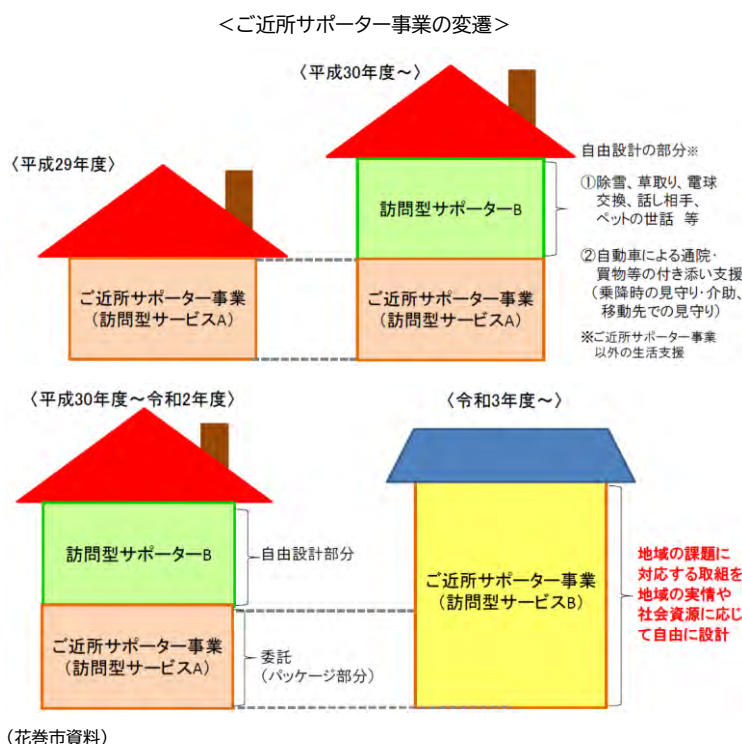 ＜ご近所サポーター事業の変遷＞
〈平成30年度～〉
〈平成29年度〉
ご近所サポーター事業
（訪問型サービスA）
訪問型サポーターB
ご近所サポーター事業
（訪問型サービスA）
自由設計の部分※
①除雪、草取り、電球
交換、話し相手、
ペットの世話 等
②自動車による通院・
買物等の付き添い支援
（乗降時の見守り・介助、
移動先での見守り）
※ご近所サポーター事業
以外の生活支援
〈平成30年度～令和2年度〉
訪問型サポーターB
自由設計部分
ご近所サポーター事業
（訪問型サービスA）
委託
（パッケージ部分）
〈令和3年度～〉
ご近所サポーター事業
（訪問型サービスB）
地域の課題に
対応する取組を
地域の実情や
社会資源に応じ
て自由に設計
（花巻市資料）